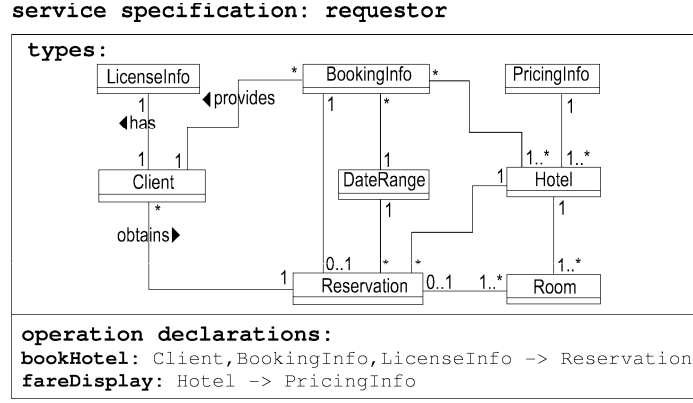 service specification: requestor
types:
LicenseInfo
* BookingInfo *
PricingInfo
1
◀provides
1
*
1
◀has
1
1
1
1..*
1..*
Client
DateRange
1
Hotel
*
1
1
obtains▶
0..1
*
*
1..*
1
Reservation
0..1
1..*
Room
operation declarations:
bookHotel: Client,BookingInfo,LicenseInfo -> Reservation
fareDisplay: Hotel -> PricingInfo